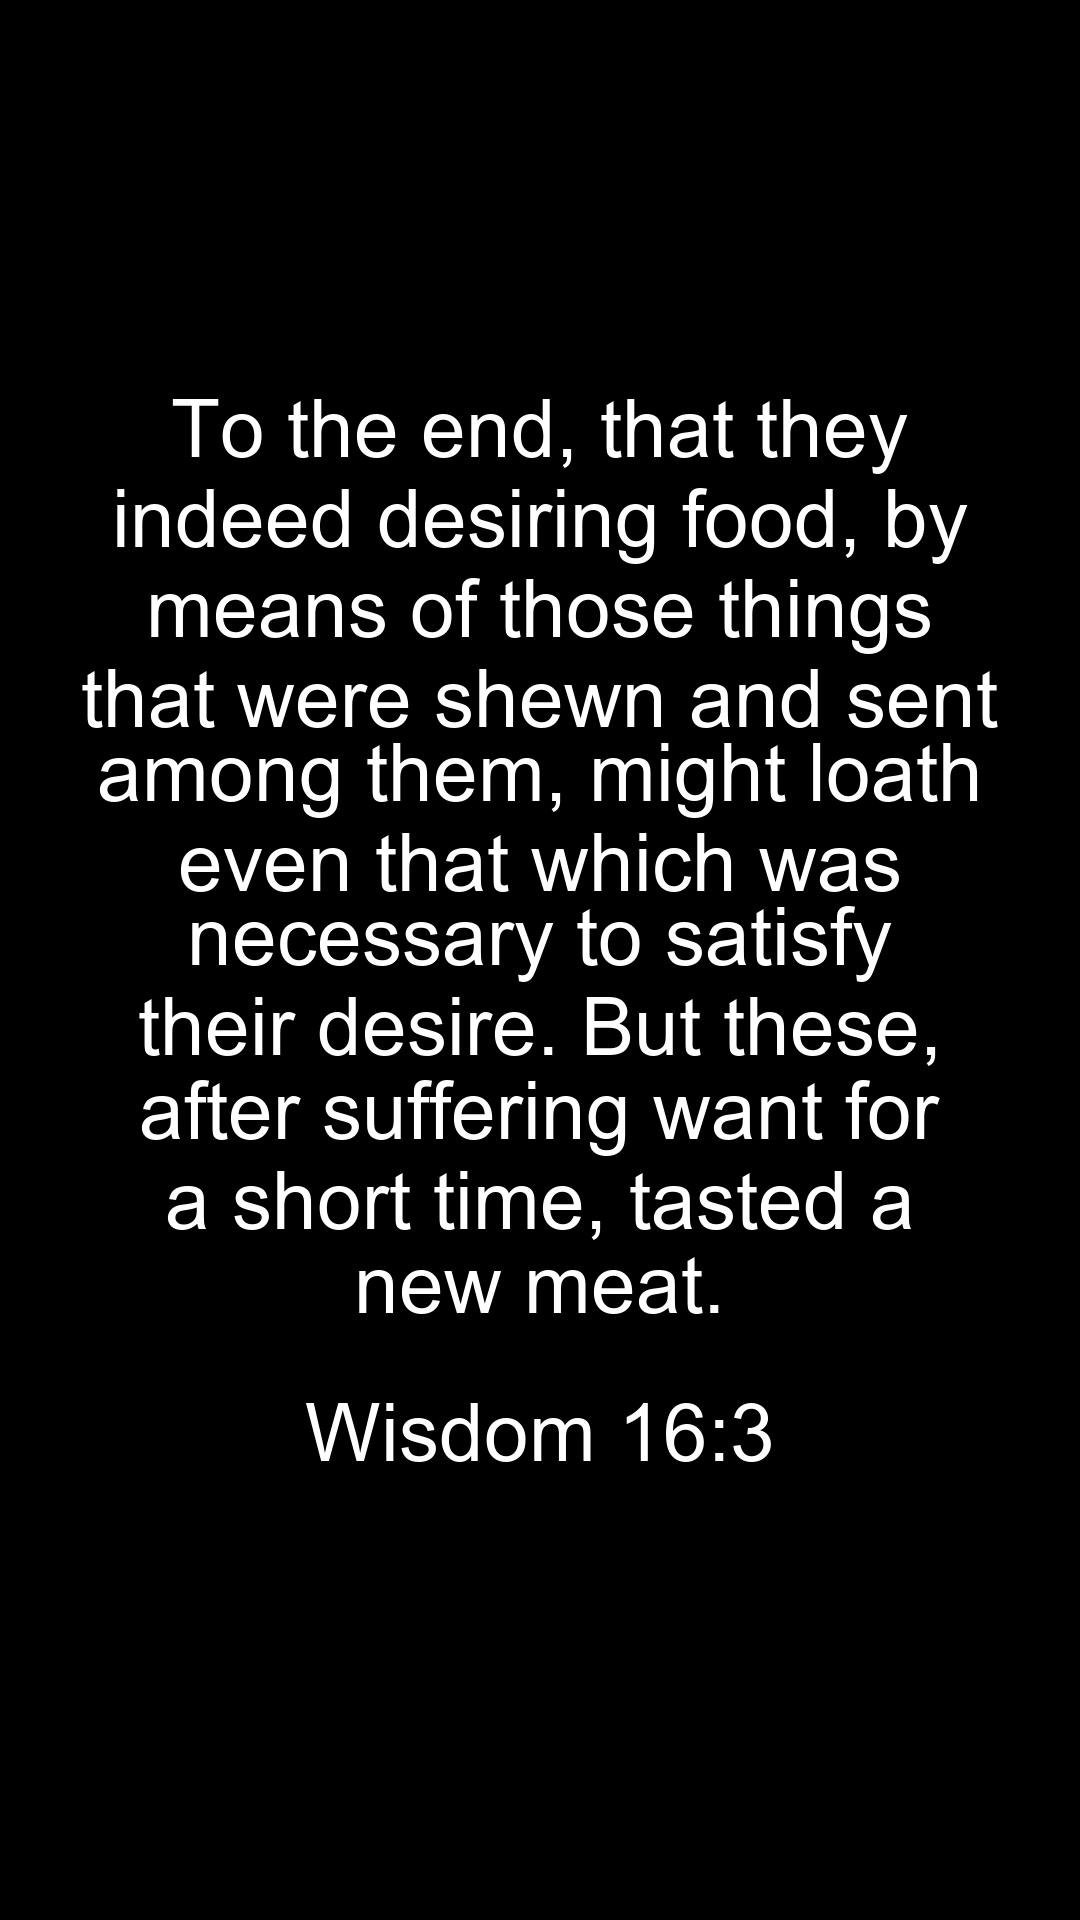 To the end, that they
indeed desiring food, by
means of those things
that were shewn and sent
among them, might loath
even that which was
necessary to satisfy
their desire. But these,
after suffering want for
a short time, tasted a
new meat.
Wisdom 16:3